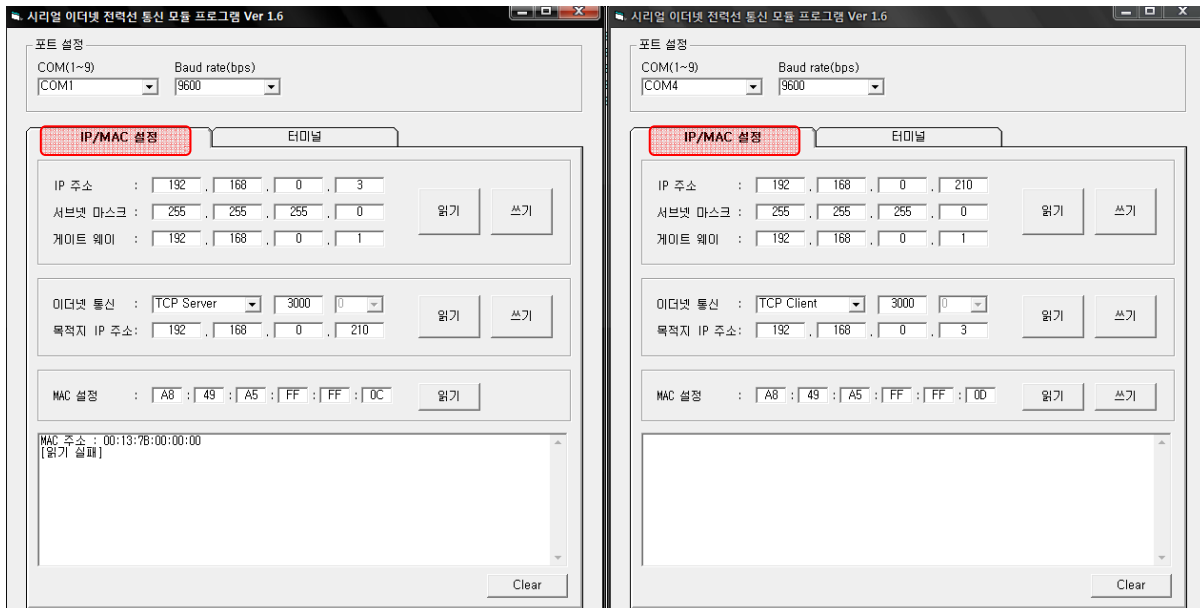 시리얼 이더넷 전력선 통신 모듈 프로그램 Ver 1.6
포트 설정
COM(1~9) Baud rate(bps)
COM1 9600
IP/MAC 설정 터미널
IP 주소 : 192 . 168 . 0 . 3
서브넷 마스크 : 255 . 255 . 255 . 0 읽기 쓰기
게이트 웨이 : 192 . 168 . 0 . 1
이더넷 통신 : TCP Server 3000 0
목적지 IP 주소: 192 . 168 . 0 . 210 읽기 쓰기
MAC 설정 : A8 : 49 : A5 : FF : FF : 0C 읽기
MAC 주소 : 00:13:7B:00:00:00
[읽기 실패]
Clear
시리얼 이더넷 전력선 통신 모듈 프로그램 Ver 1.6
포트 설정
COM(1~9) Baud rate(bps)
COM4 9600
IP/MAC 설정 터미널
IP 주소 : 192 . 168 . 0 . 210
서브넷 마스크 : 255 . 255 . 255 . 0 읽기 쓰기
게이트 웨이 : 192 . 168 . 0 . 1
이더넷 통신 : TCP Client 3000 0
목적지 IP 주소: 192 . 168 . 0 . 3 읽기 쓰기
MAC 설정 : A8 : 49 : A5 : FF : FF : 0D 읽기 쓰기
Clear